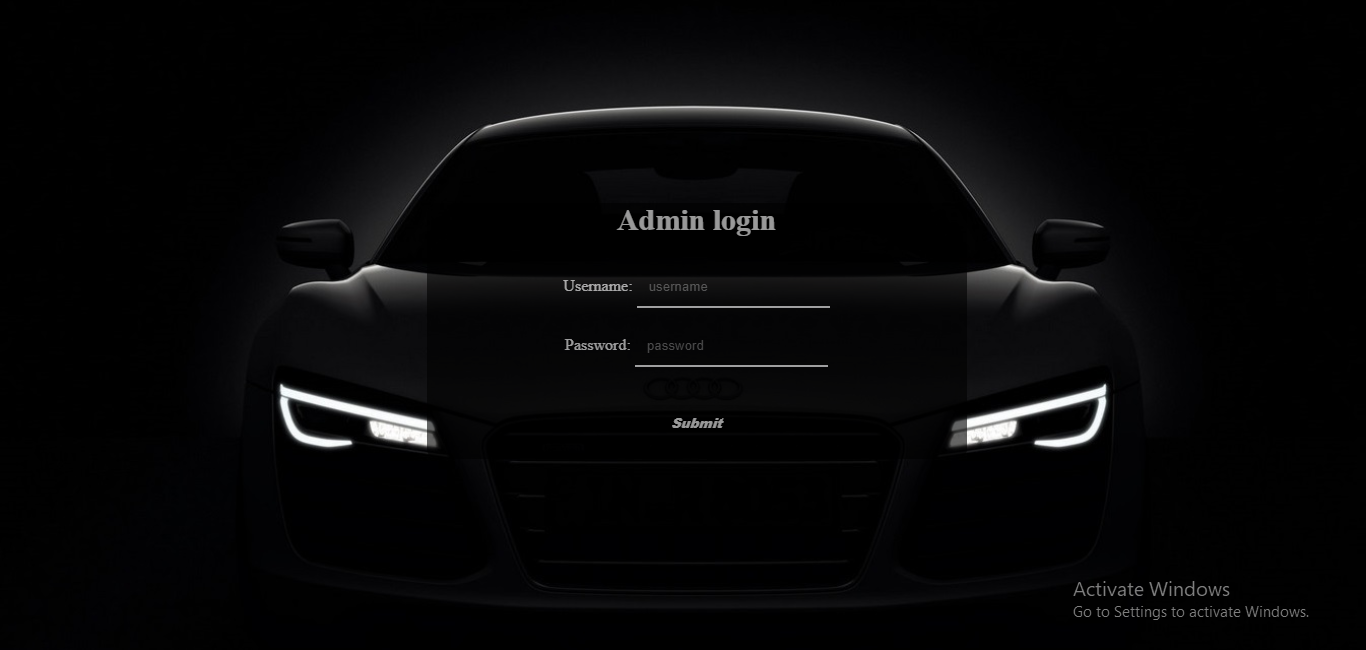 Admin login
Username: username
Password: password
Submit
Activate Windows
Go to Settings to activate Windows.